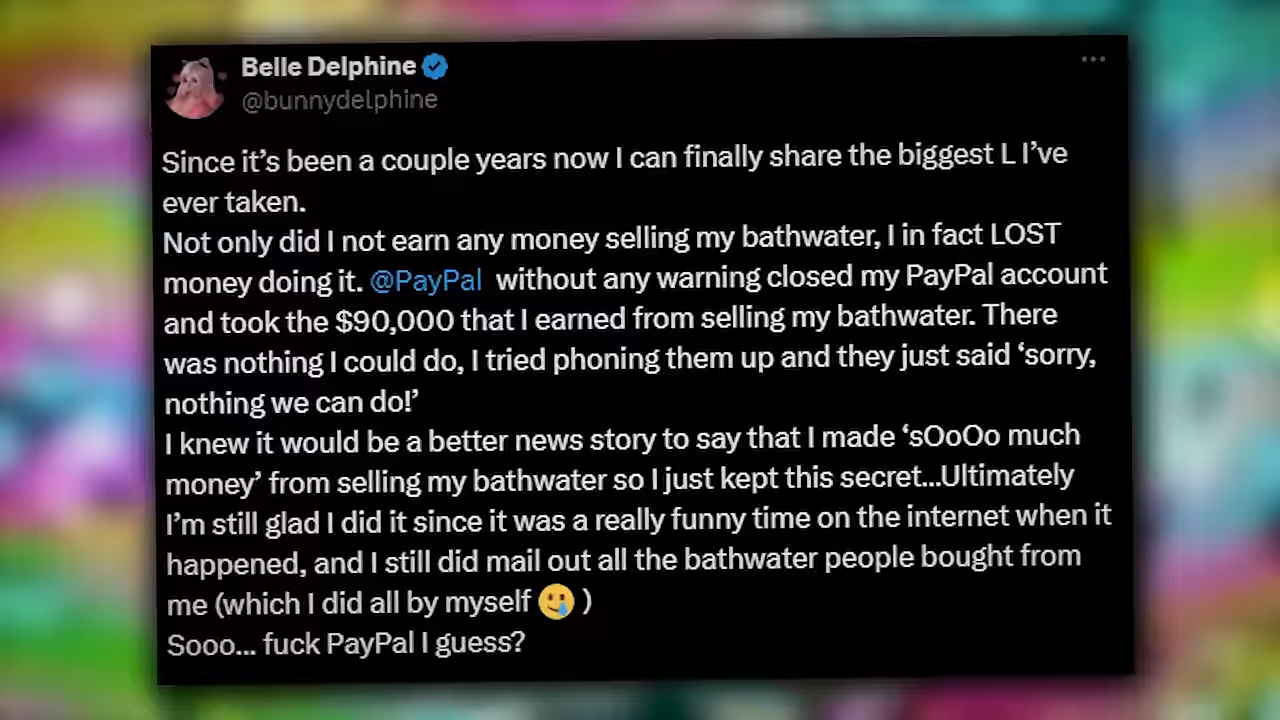 Belle Delphine
@bunnydelphine
Since it’s been a couple years now I can finally share the biggest L I’ve
ever taken.
Not only did I not earn any money selling my bathwater, I in fact LOST
money doing it. @PayPal without any warning closed my PayPal account
and took the $90,000 that I earned from selling my bathwater. There
was nothing I could do, I tried phoning them up and they just said ‘sorry,
nothing we can do!’
I knew it would be a better news story to say that I made ‘sOoOo much
money’ from selling my bathwater so I just kept this secret...Ultimately
I’m still glad I did it since it was a really funny time on the internet when it
happened, and I still did mail out all the bathwater people bought from
me (which I did all by myself 🥲 )
Sooo... fuck PayPal I guess?